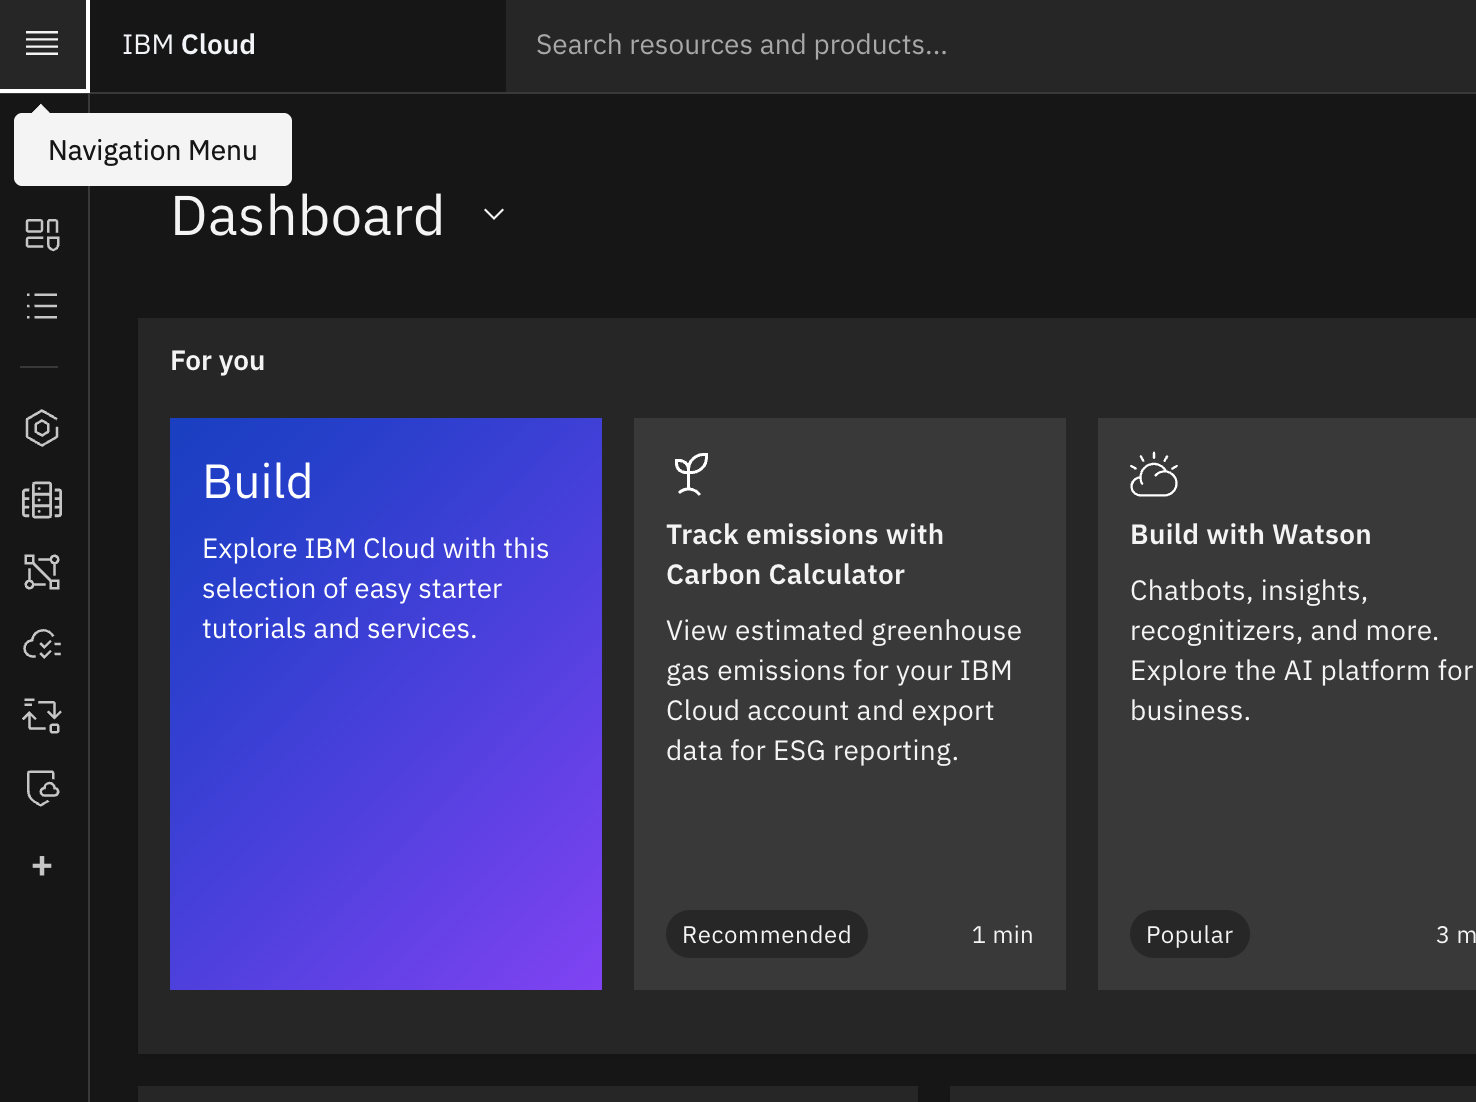 IBM Cloud
Search resources and products...
Navigation Menu
Dashboard
For you
Build
Explore IBM Cloud with this
selection of easy starter
tutorials and services.
Track emissions with
Carbon Calculator
View estimated greenhouse
gas emissions for your IBM
Cloud account and export
data for ESG reporting.
Recommended
1 min
Build with Watson
Chatbots, insights,
recognitizers, and more.
Explore the AI platform for
business.
Popular
3 m